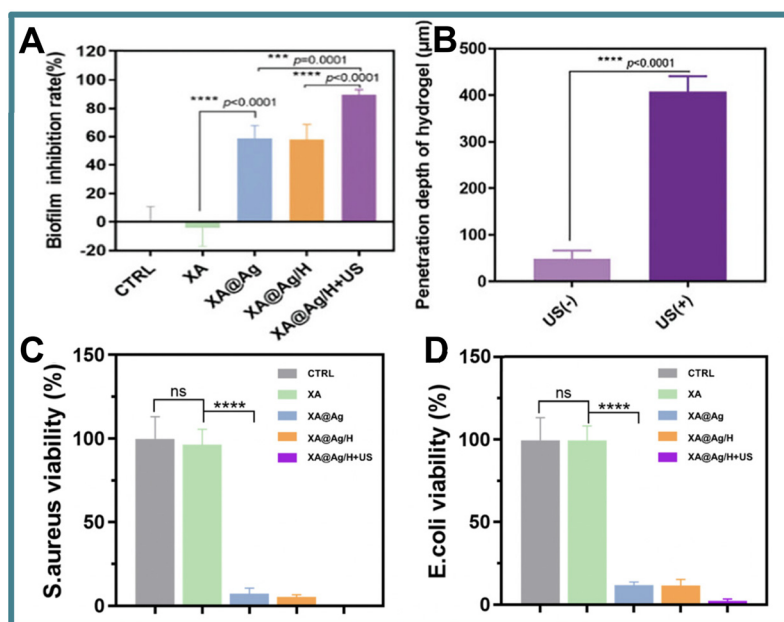 A
Biofilm inhibition rate(%)
120
100
80
60
40
20
0
-20
*** p=0.0001
**** p<0.0001
**** p<0.0001
CTRL
XA
XA@Ag
XA@Ag/H
XA@Ag/H+US
B
Penetration depth of hydrogel (μm)
500
400
300
200
100
0
**** p<0.0001
US(-)
US(+)
C
S.aureus viability (%)
150
100
50
0
ns
****
CTRL
XA
XA@Ag
XA@Ag/H
XA@Ag/H+US
D
E.coli viability (%)
150
100
50
0
ns
****
CTRL
XA
XA@Ag
XA@Ag/H
XA@Ag/H+US